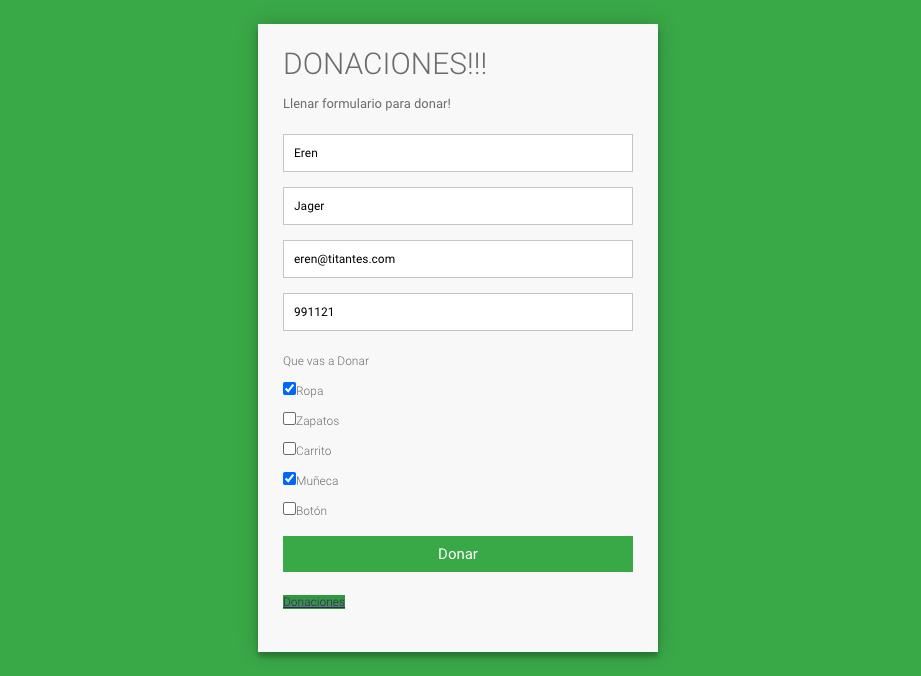 DONACIONES!!!
Llenar formulario para donar!
Eren
Jager
eren@titantes.com
991121
Que vas a Donar
Ropa
Zapatos
Carrito
Muñeca
Botón
Donar
Donaciones